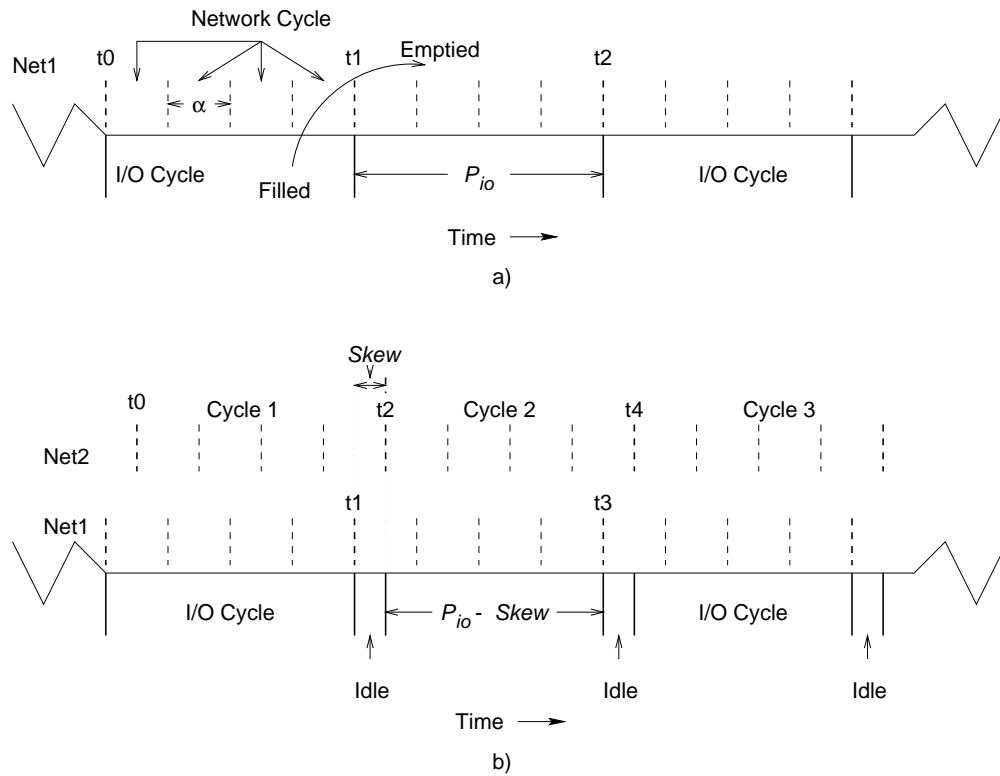 Network Cycle
t0
t1
Emptied
t2
Net1
α
I/O Cycle
Filled
P_io
I/O Cycle
Time
a)
Skew
t0
Cycle 1
t2
Cycle 2
t4
Cycle 3
Net2
t1
t3
Net1
I/O Cycle
P_io - Skew
I/O Cycle
Idle
Idle
Idle
Time
b)